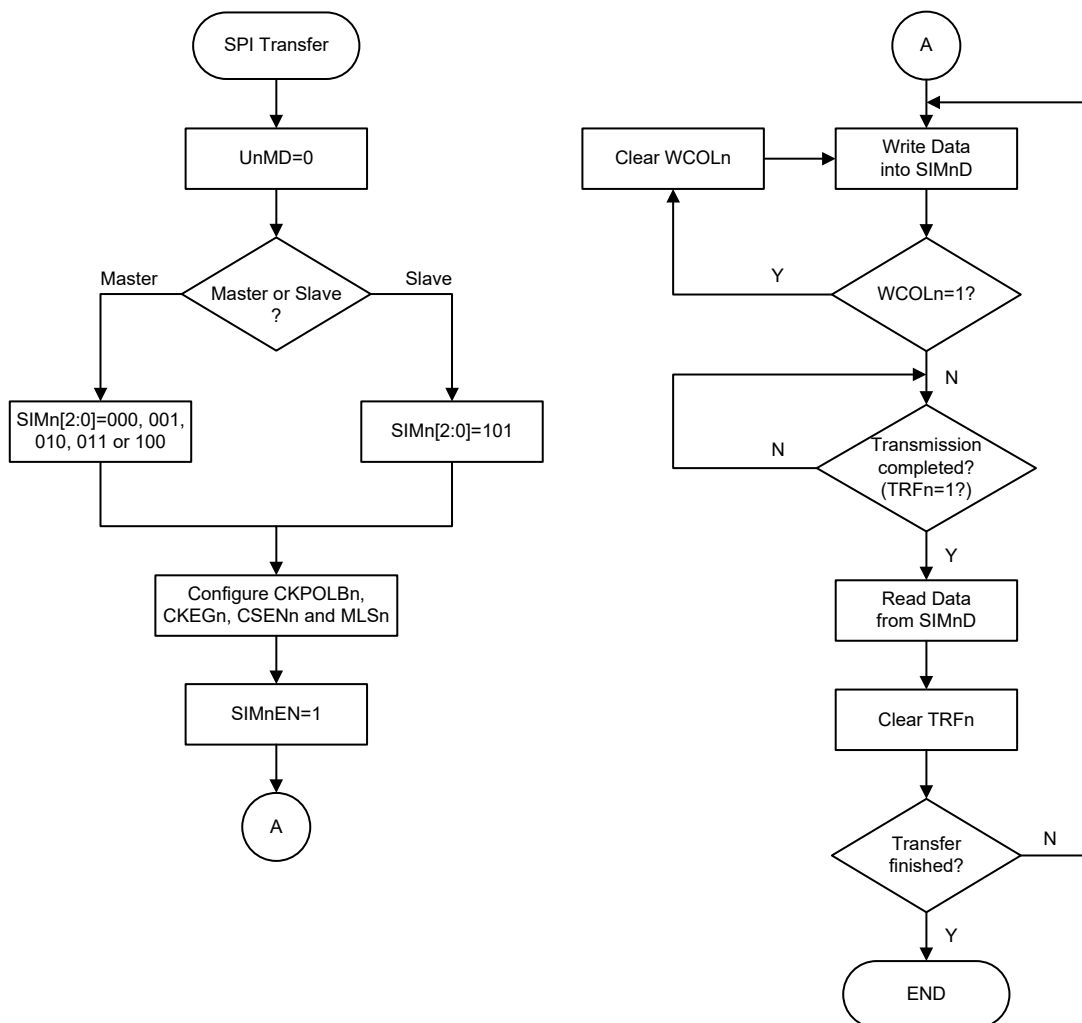 SPI Transfer
UnMD=0
Master
Master or Slave
?
Slave
SIMn[2:0]=000, 001,
010, 011 or 100
SIMn[2:0]=101
Configure CKPOLBn,
CKEGn, CSENn and MLSn
SIMnEN=1
A
A
Clear WCOLn
Write Data
into SIMnD
Y
WCOLn=1?
N
N
Transmission
completed?
(TRFn=1?)
Y
Read Data
from SIMnD
Clear TRFn
Transfer
finished?
N
Y
END